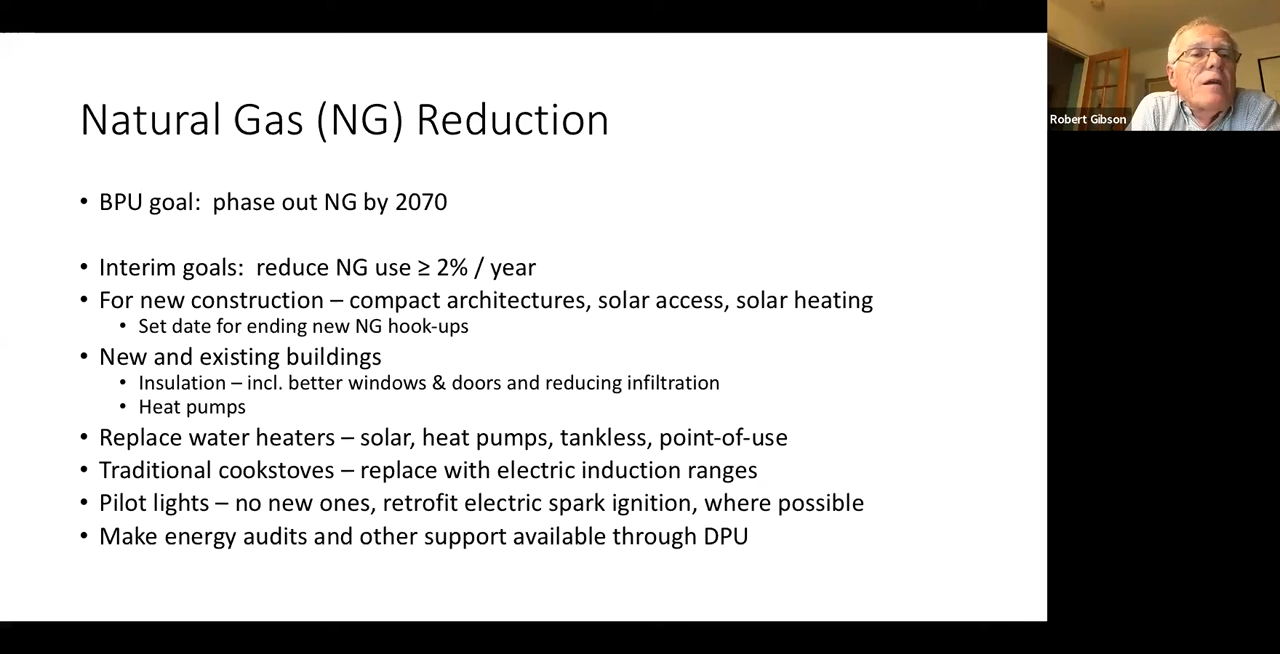 Natural Gas (NG) Reduction
• BPU goal:  phase out NG by 2070
• Interim goals:  reduce NG use ≥ 2% / year
• For new construction – compact architectures, solar access, solar heating
• Set date for ending new NG hook-ups
• New and existing buildings
• Insulation – incl. better windows & doors and reducing infiltration
• Heat pumps
• Replace water heaters – solar, heat pumps, tankless, point-of-use
• Traditional cookstoves – replace with electric induction ranges
• Pilot lights – no new ones, retrofit electric spark ignition, where possible
• Make energy audits and other support available through DPU
Robert Gibson